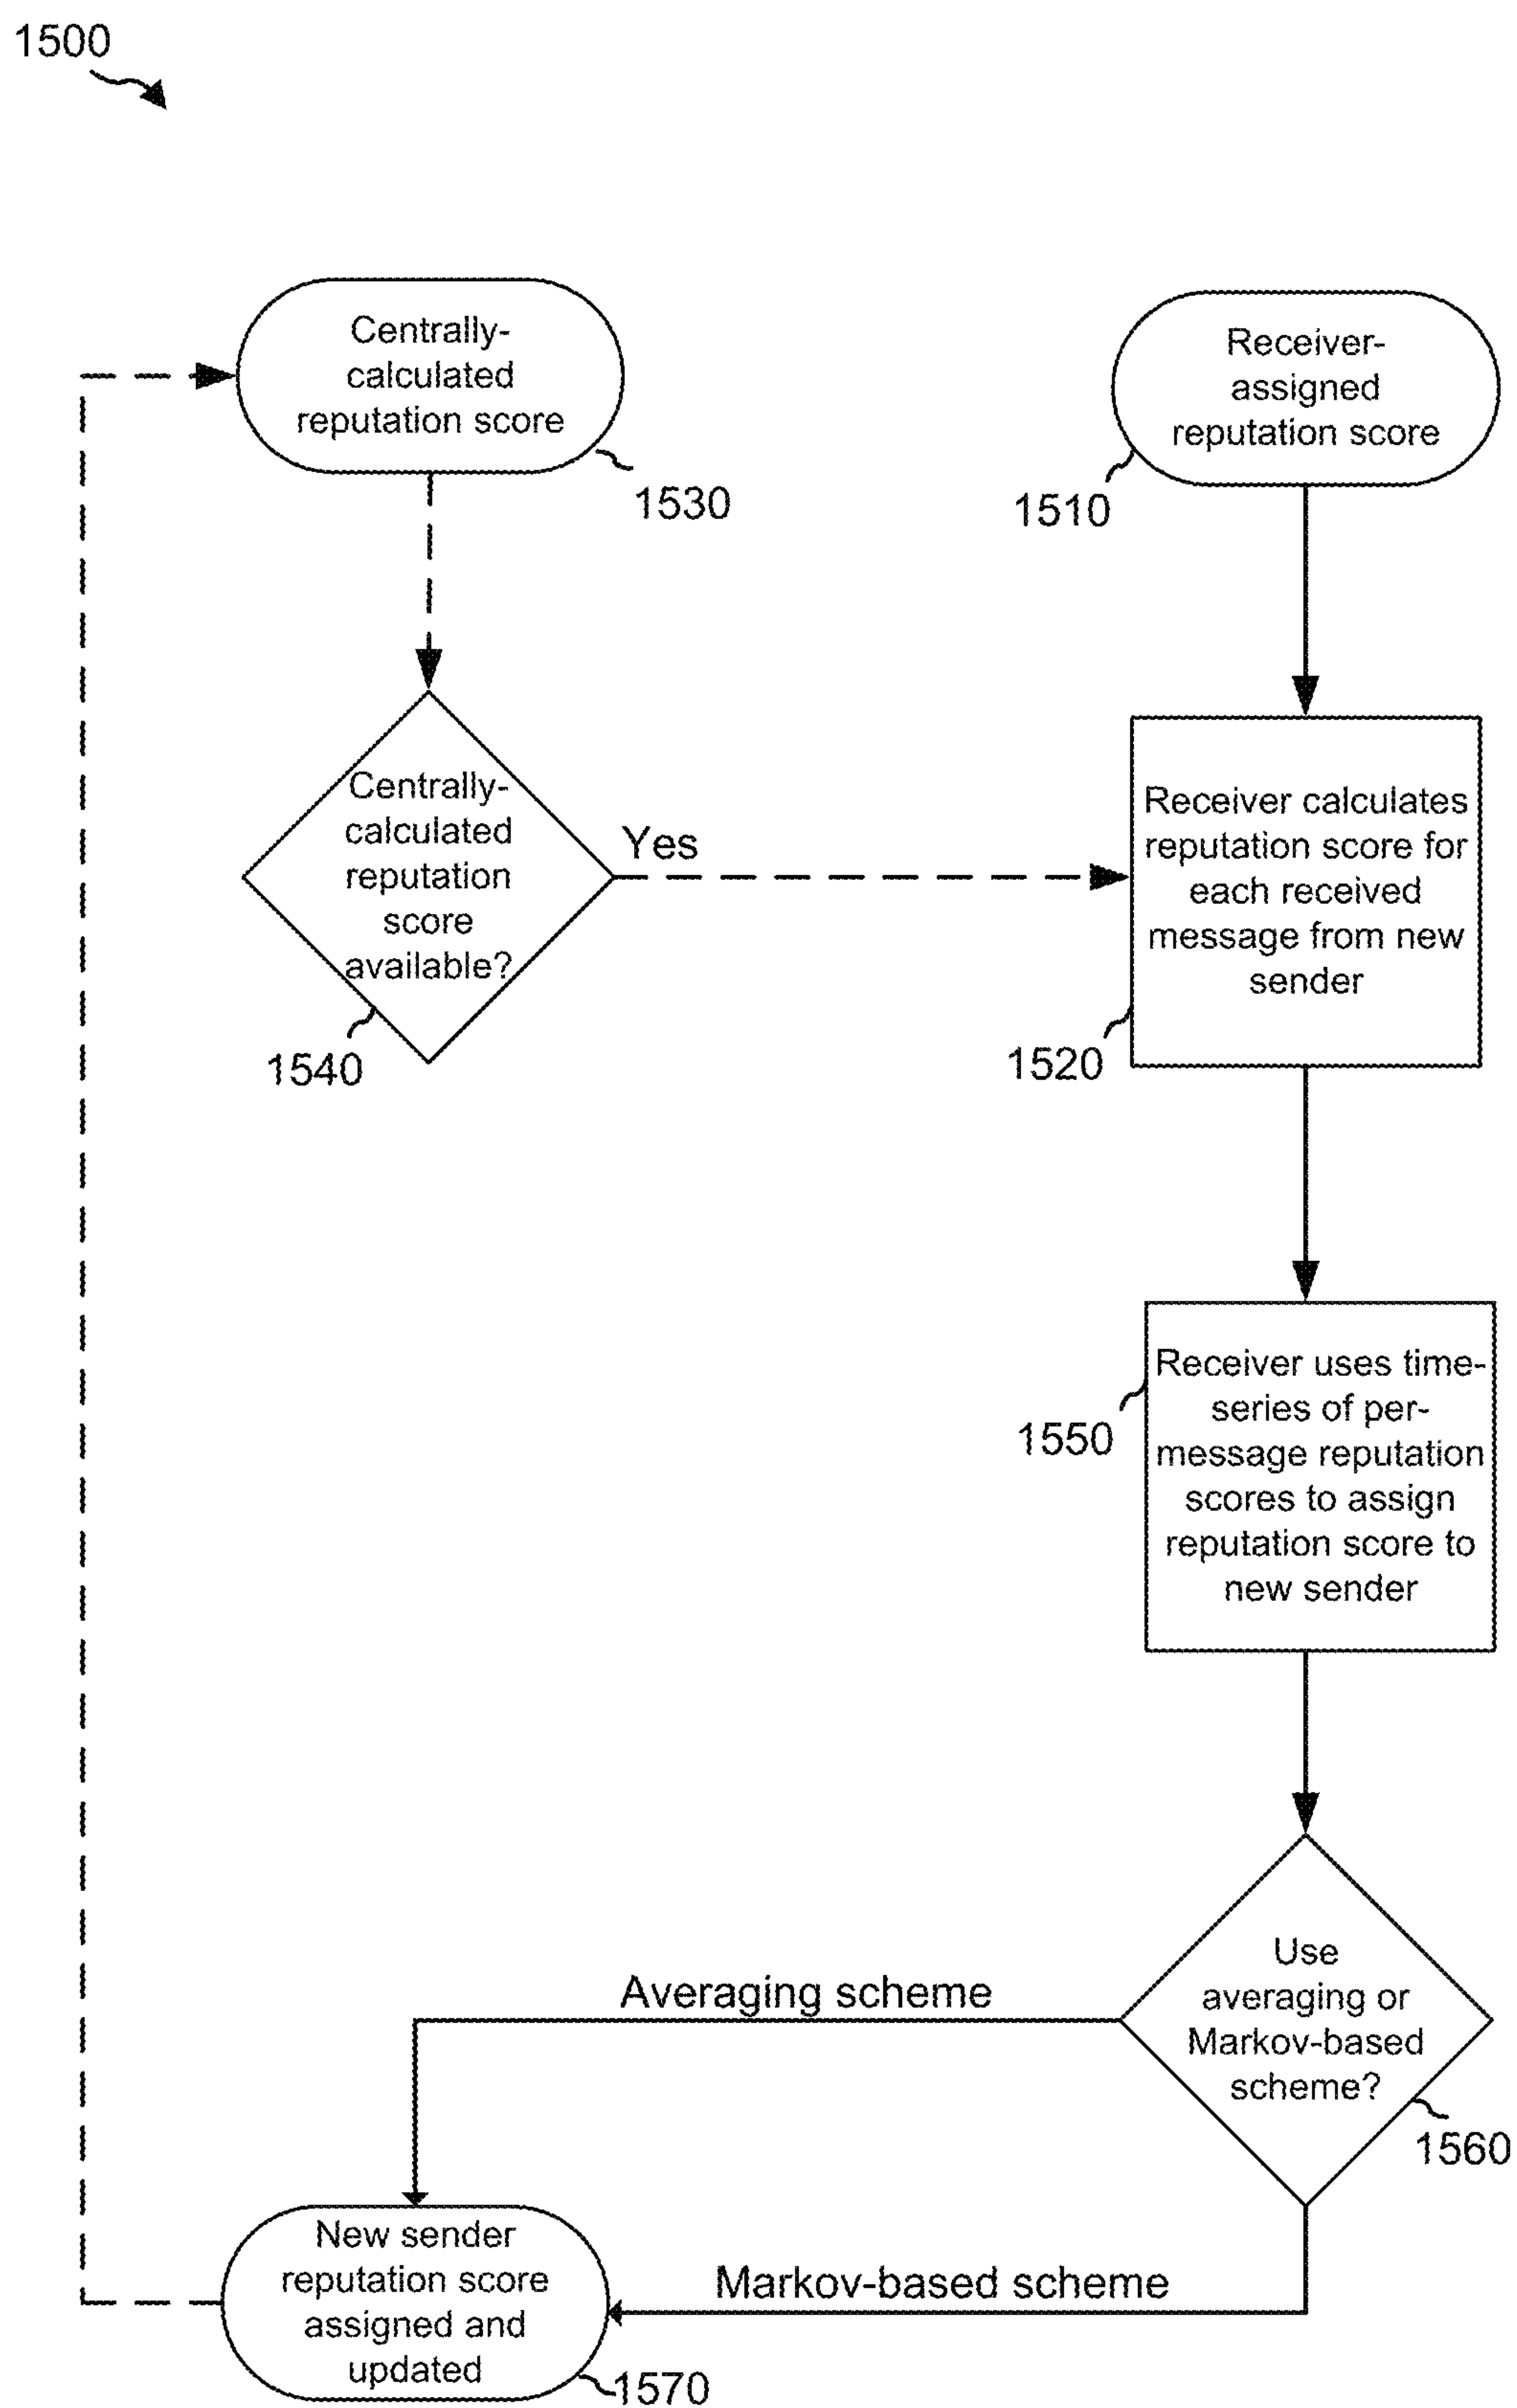 1500
Centrally-
calculated
reputation score
1530
Receiver-
assigned
reputation score
1510
Centrally-
calculated
reputation
score
available?
1540
Yes
Receiver calculates
reputation score for
each received
message from new
sender
1520
Receiver uses time-
series of per-
message reputation
scores to assign
reputation score to
new sender
1550
Use
averaging or
Markov-based
scheme?
1560
Averaging scheme
Markov-based scheme
New sender
reputation score
assigned and
updated
1570